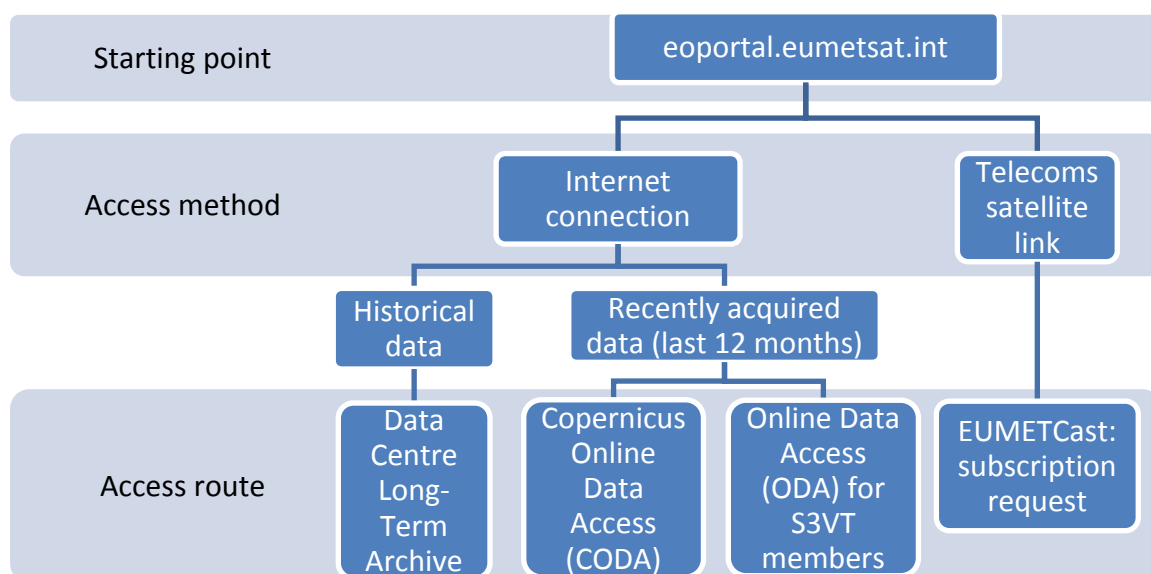 Starting point
eoportal.eumetsat.int
Access method
Internet
connection
Telecoms
satellite
link
Historical
data
Recently acquired
data (last 12 months)
Access route
Data
Centre
Long-
Term
Archive
Copernicus
Online
Data
Access
(CODA)
Online Data
Access
(ODA) for
S3VT
members
EUMETCast:
subscription
request